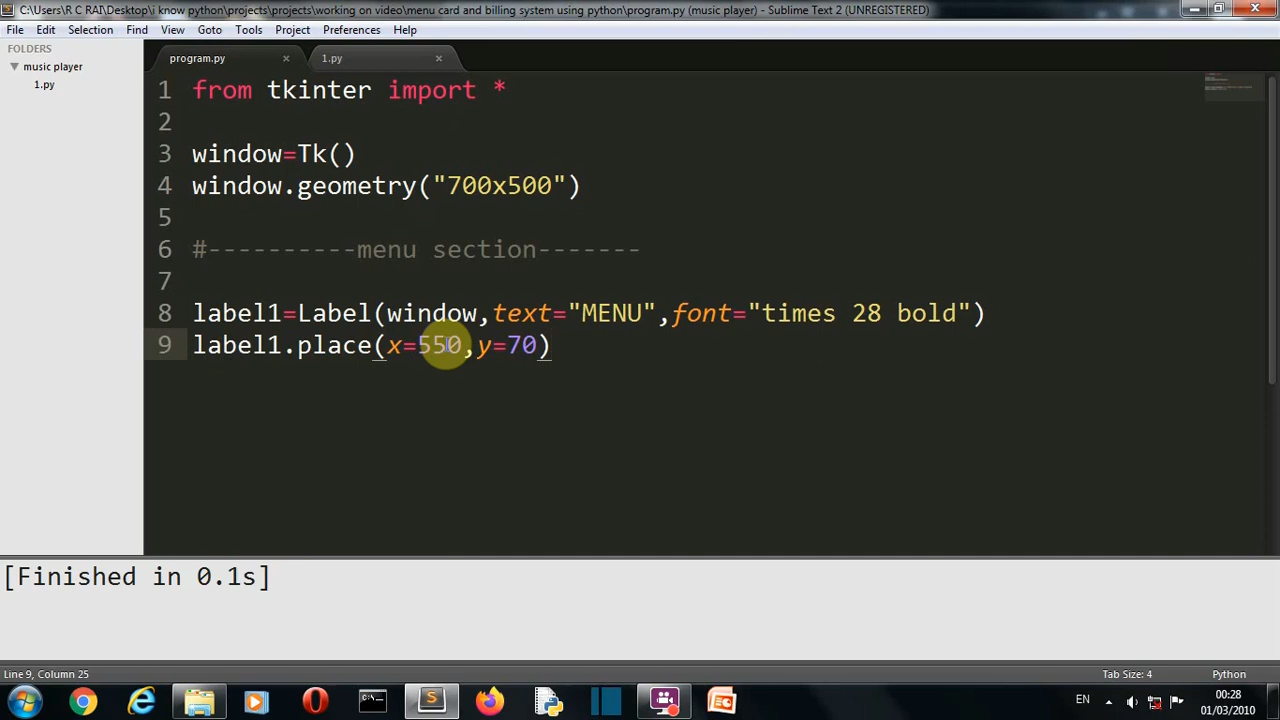 C:\Users\R C RAI\Desktop\i know python\projects\projects\working on video\menu card and billing system using python\program.py (music player) - Sublime Text 2 (UNREGISTERED)
File Edit Selection Find View Goto Tools Project Preferences Help
FOLDERS
music player
1.py
program.py × 1.py ×
1 from tkinter import *
2
3 window=Tk()
4 window.geometry("700x500")
5
6 #----------menu section-------
7
8 label1=Label(window,text="MENU",font="times 28 bold")
9 label1.place(x=550,y=70)
[Finished in 0.1s]
Line 9, Column 25 Tab Size: 4 Python
EN 00:28
01/03/2010